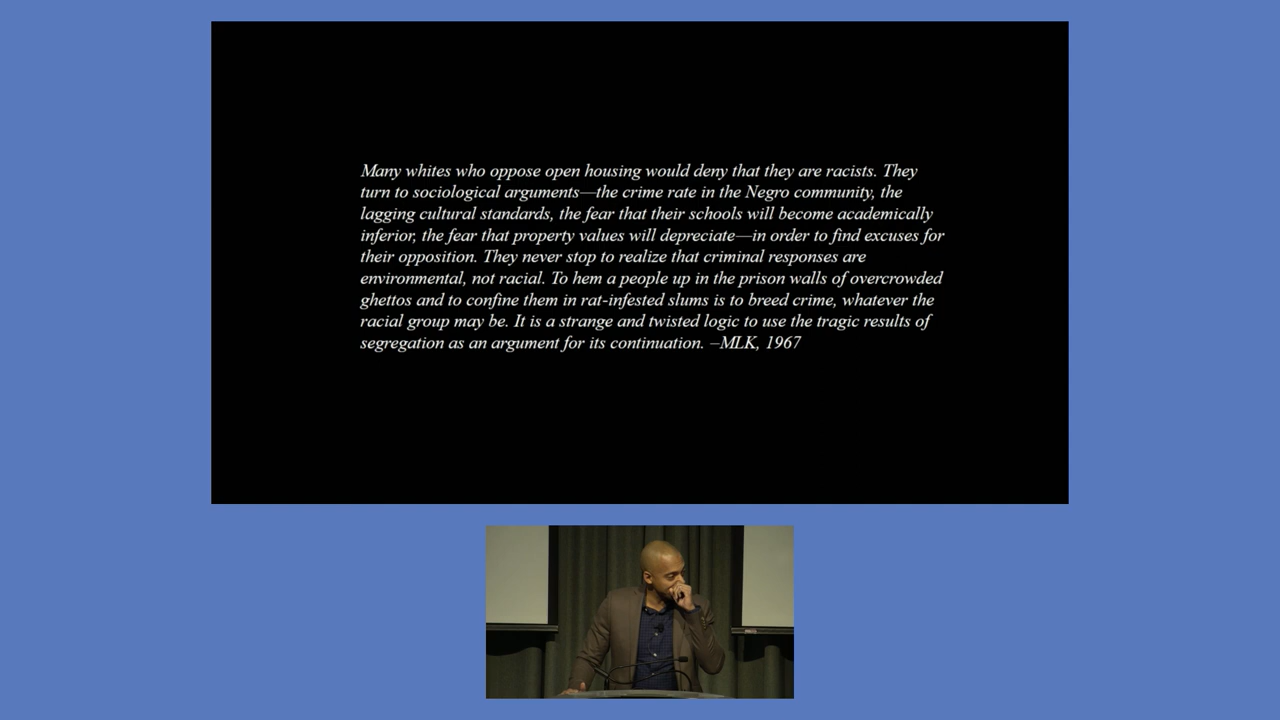 Many whites who oppose open housing would deny that they are racists. They
turn to sociological arguments—the crime rate in the Negro community, the
lagging cultural standards, the fear that their schools will become academically
inferior, the fear that property values will depreciate—in order to find excuses for
their opposition. They never stop to realize that criminal responses are
environmental, not racial. To hem a people up in the prison walls of overcrowded
ghettos and to confine them in rat-infested slums is to breed crime, whatever the
racial group may be. It is a strange and twisted logic to use the tragic results of
segregation as an argument for its continuation. –MLK, 1967